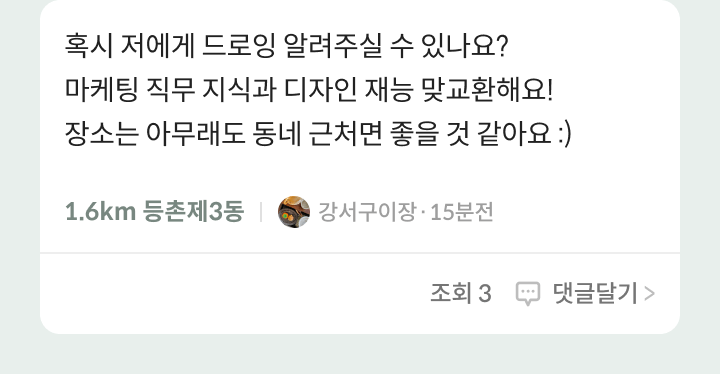 혹시 저에게 드로잉 알려주실 수 있나요?
마케팅 직무 지식과 디자인 재능 맞교환해요!
장소는 아무래도 동네 근처면 좋을 것 같아요 :)
1.6km 등촌제3동 | 강서구이장 · 15분전
조회 3 댓글달기 >